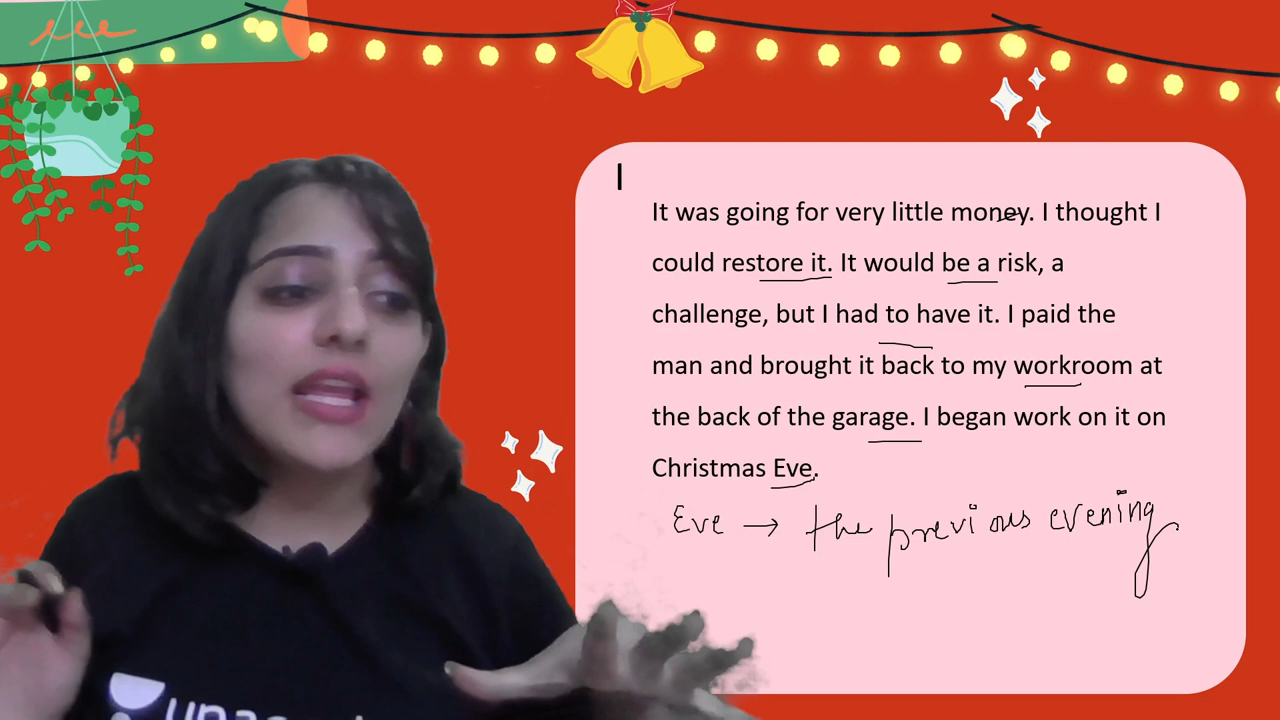 I
It was going for very little money. I thought I
could restore it. It would be a risk, a
challenge, but I had to have it. I paid the
man and brought it back to my workroom at
the back of the garage. I began work on it on
Christmas Eve.
Eve → the previous evening